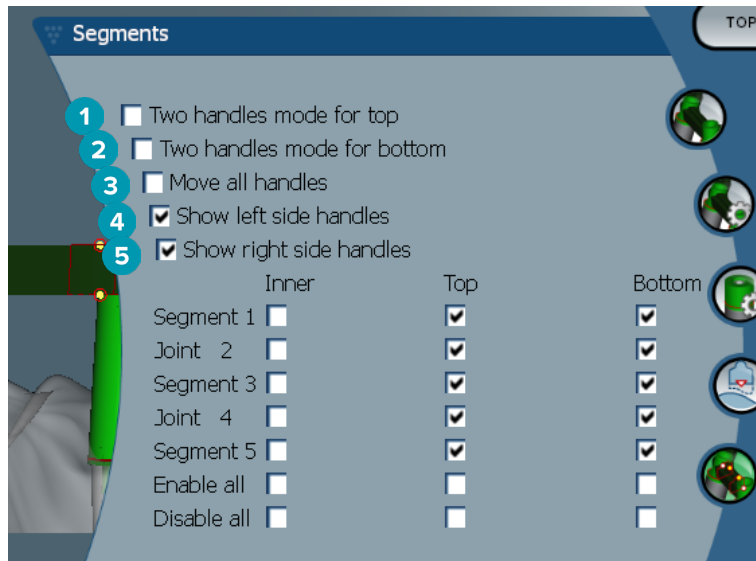 Segments
TOP
1 Two handles mode for top
2 Two handles mode for bottom
3 Move all handles
4 Show left side handles
5 Show right side handles
Inner Top Bottom
Segment 1
Joint 2
Segment 3
Joint 4
Segment 5
Enable all
Disable all